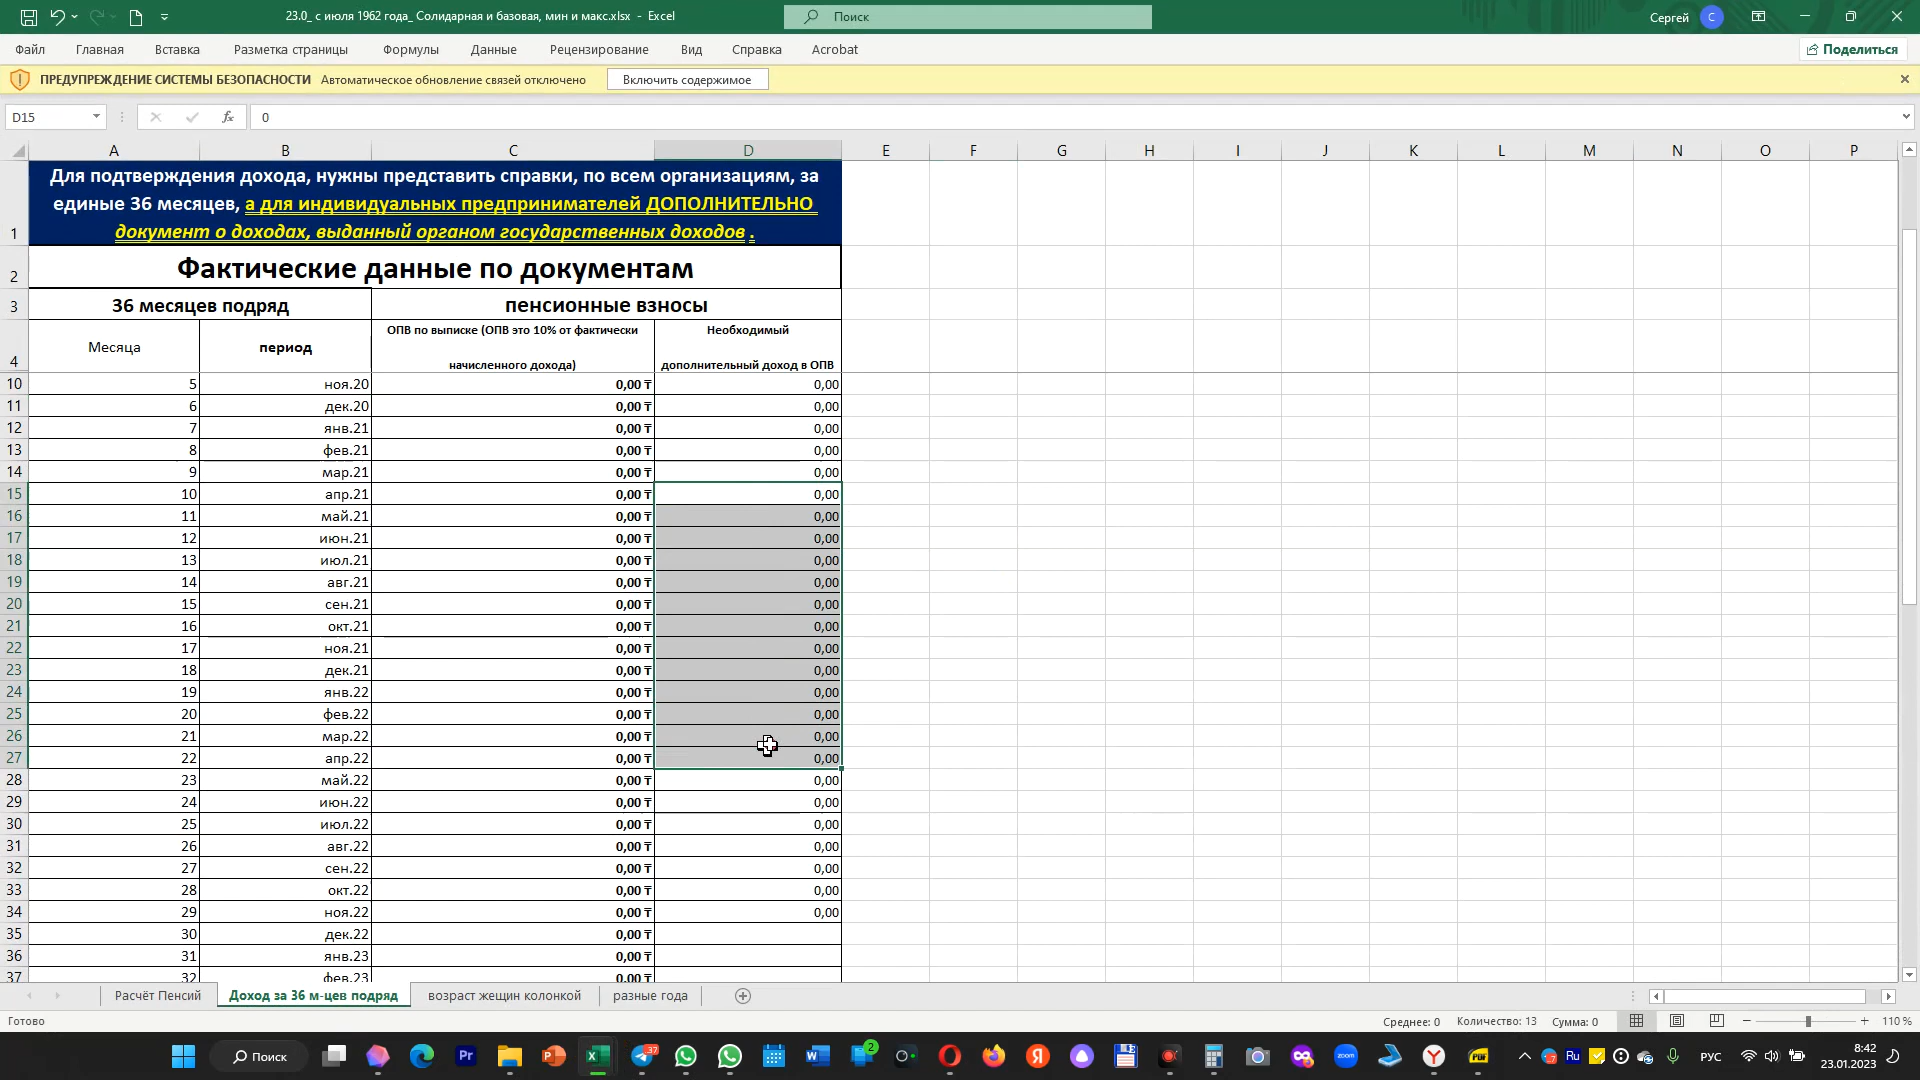 23.0_ с июля 1962 года_ Солидарная и базовая, мин и макс.xlsx - Excel
Поиск
Сергей
С
Файл Главная Вставка Разметка страницы Формулы Данные Рецензирование Вид Справка Acrobat
Поделиться
ПРЕДУПРЕЖДЕНИЕ СИСТЕМЫ БЕЗОПАСНОСТИ Автоматическое обновление связей отключено Включить содержимое
D15 fx 0
A B C D E F G H I J K L M N O P
Для подтверждения дохода, нужны представить справки, по всем организациям, за
единые 36 месяцев, а для индивидуальных предпринимателей ДОПОЛНИТЕЛЬНО
1 документ о доходах, выданный органом государственных доходов .
2 Фактические данные по документам
3 36 месяцев подряд пенсионные взносы
ОПВ по выписке (ОПВ это 10% от фактически Необходимый
Месяца период
4 начисленного дохода) дополнительный доход в ОПВ
10 5 ноя.20 0,00 ₸ 0,00
11 6 дек.20 0,00 ₸ 0,00
12 7 янв.21 0,00 ₸ 0,00
13 8 фев.21 0,00 ₸ 0,00
14 9 мар.21 0,00 ₸ 0,00
15 10 апр.21 0,00 ₸ 0,00
16 11 май.21 0,00 ₸ 0,00
17 12 июн.21 0,00 ₸ 0,00
18 13 июл.21 0,00 ₸ 0,00
19 14 авг.21 0,00 ₸ 0,00
20 15 сен.21 0,00 ₸ 0,00
21 16 окт.21 0,00 ₸ 0,00
22 17 ноя.21 0,00 ₸ 0,00
23 18 дек.21 0,00 ₸ 0,00
24 19 янв.22 0,00 ₸ 0,00
25 20 фев.22 0,00 ₸ 0,00
26 21 мар.22 0,00 ₸ 0,00
27 22 апр.22 0,00 ₸ 0,00
28 23 май.22 0,00 ₸ 0,00
29 24 июн.22 0,00 ₸ 0,00
30 25 июл.22 0,00 ₸ 0,00
31 26 авг.22 0,00 ₸ 0,00
32 27 сен.22 0,00 ₸ 0,00
33 28 окт.22 0,00 ₸ 0,00
34 29 ноя.22 0,00 ₸ 0,00
35 30 дек.22 0,00 ₸
36 31 янв.23 0,00 ₸
37 32 фев.23 0,00 ₸
Расчёт Пенсий Доход за 36 м-цев подряд возраст жещин колонкой разные года
Готово Среднее: 0 Количество: 13 Сумма: 0 110 %
Поиск Pr 37 2 Я zoom Y PDF Ru РУС
8:42
23.01.2023